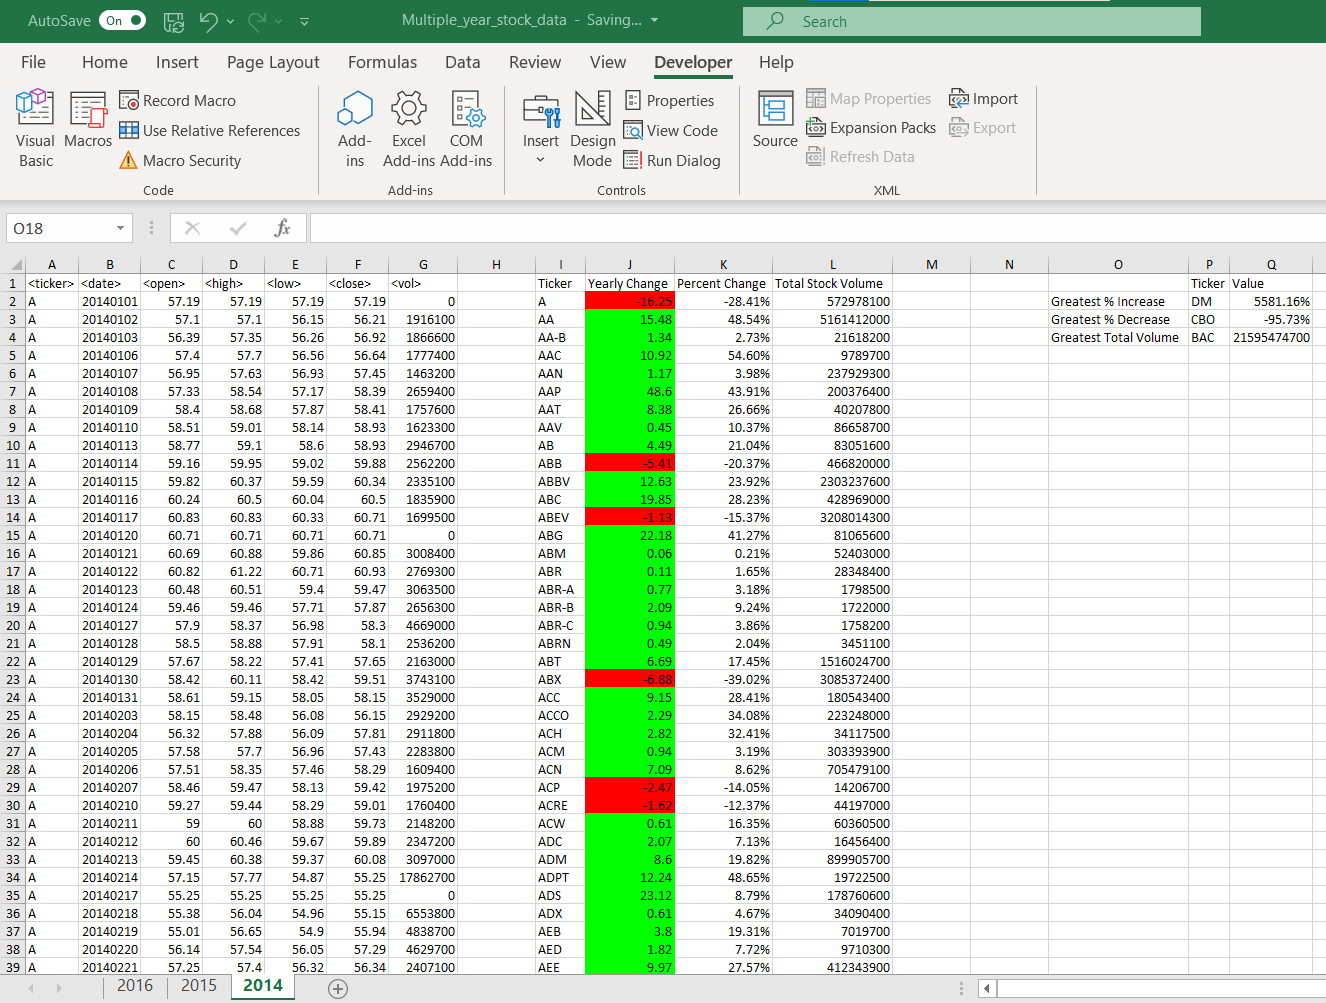 AutoSave On Multiple_year_stock_data - Saving... Search
File Home Insert Page Layout Formulas Data Review View Developer Help
Visual Basic
Macros
Record Macro
Use Relative References
Macro Security
Code
Add-ins
Excel Add-ins
COM Add-ins
Add-ins
Insert
Design Mode
Properties
View Code
Run Dialog
Controls
Source
Map Properties
Expansion Packs
Refresh Data
Import
Export
XML
O18 fx
A B C D E F G H I J K L M N O P Q
1 <ticker> <date> <open> <high> <low> <close> <vol> Ticker Yearly Change Percent Change Total Stock Volume Ticker Value
2 A 20140101 57.19 57.19 57.19 57.19 0 A -16.25 -28.41% 572978100 Greatest % Increase DM 5581.16%
3 A 20140102 57.1 57.1 56.15 56.21 1916100 AA 15.48 48.54% 5161412000 Greatest % Decrease CBO -95.73%
4 A 20140103 56.39 57.35 56.26 56.92 1866600 AA-B 1.34 2.73% 21618200 Greatest Total Volume BAC 21595474700
5 A 20140106 57.4 57.7 56.56 56.64 1777400 AAC 10.92 54.60% 9789700
6 A 20140107 56.95 57.63 56.93 57.45 1463200 AAN 1.17 3.98% 237929300
7 A 20140108 57.33 58.54 57.17 58.39 2659400 AAP 48.6 43.91% 200376400
8 A 20140109 58.4 58.68 57.87 58.41 1757600 AAT 8.38 26.66% 40207800
9 A 20140110 58.51 59.01 58.14 58.93 1623300 AAV 0.45 10.37% 86658700
10 A 20140113 58.77 59.1 58.6 58.93 2946700 AB 4.49 21.04% 83051600
11 A 20140114 59.16 59.95 59.02 59.88 2562200 ABB -5.41 -20.37% 466820000
12 A 20140115 59.82 60.37 59.59 60.34 2335100 ABBV 12.63 23.92% 2303237600
13 A 20140116 60.24 60.5 60.04 60.5 1835900 ABC 19.85 28.23% 428969000
14 A 20140117 60.83 60.83 60.33 60.71 1699500 ABEV -1.13 -15.37% 3208014300
15 A 20140120 60.71 60.71 60.71 60.71 0 ABG 22.18 41.27% 81065600
16 A 20140121 60.69 60.88 59.86 60.85 3008400 ABM 0.06 0.21% 52403000
17 A 20140122 60.82 61.22 60.71 60.93 2769300 ABR 0.11 1.65% 28348400
18 A 20140123 60.48 60.51 59.4 59.47 3063500 ABR-A 0.77 3.18% 1798500
19 A 20140124 59.46 59.46 57.71 57.87 2656300 ABR-B 2.09 9.24% 1722000
20 A 20140127 57.9 58.37 56.98 58.3 4669000 ABR-C 0.94 3.86% 1758200
21 A 20140128 58.5 58.88 57.91 58.1 2536200 ABRN 0.49 2.04% 3451100
22 A 20140129 57.67 58.22 57.41 57.65 2163000 ABT 6.69 17.45% 1516024700
23 A 20140130 58.42 60.11 58.42 59.51 3743100 ABX -6.88 -39.02% 3085372400
24 A 20140131 58.61 59.15 58.05 58.15 3529000 ACC 9.15 28.41% 180543400
25 A 20140203 58.15 58.48 56.08 56.15 2929200 ACCO 2.29 34.08% 223248000
26 A 20140204 56.32 57.88 56.09 57.81 2911800 ACH 2.82 32.41% 34117500
27 A 20140205 57.58 57.7 56.96 57.43 2283800 ACM 0.94 3.19% 303393900
28 A 20140206 57.51 58.35 57.46 58.29 1609400 ACN 7.09 8.62% 705479100
29 A 20140207 58.46 59.47 58.13 59.42 1975200 ACP -2.47 -14.05% 14206700
30 A 20140210 59.27 59.44 58.29 59.01 1760400 ACRE -1.62 -12.37% 44197000
31 A 20140211 59 60 58.88 59.73 2148200 ACW 0.61 16.35% 60360500
32 A 20140212 60 60.46 59.67 59.89 2347200 ADC 2.07 7.13% 16456400
33 A 20140213 59.45 60.38 59.37 60.08 3097000 ADM 8.6 19.82% 899905700
34 A 20140214 57.15 57.77 54.87 55.25 17862700 ADPT 12.24 48.65% 19722500
35 A 20140217 55.25 55.25 55.25 55.25 0 ADS 23.12 8.79% 178760600
36 A 20140218 55.38 56.04 54.96 55.15 6553800 ADX 0.61 4.67% 34090400
37 A 20140219 55.01 56.65 54.9 55.94 4838700 AEB 3.8 19.31% 7019700
38 A 20140220 56.14 57.54 56.05 57.29 4629700 AED 1.82 7.72% 9710300
39 A 20140221 57.25 57.4 56.32 56.34 2407100 AEE 9.97 27.57% 412343900
2016 2015 2014